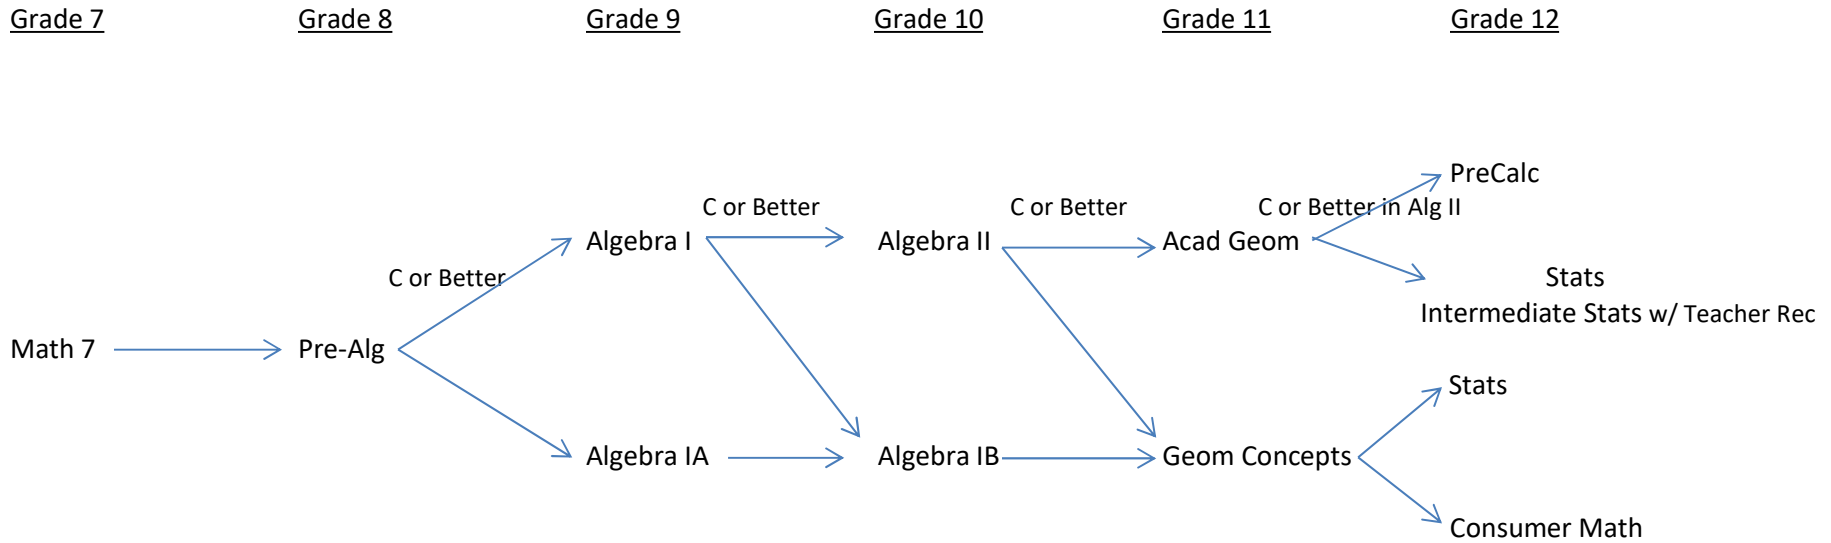 Grade 7 Grade 8 Grade 9 Grade 10 Grade 11 Grade 12
PreCalc
C or Better C or Better C or Better in Alg II
Algebra I Algebra II Acad Geom
C or Better Stats
Intermediate Stats w/ Teacher Rec
Math 7 Pre-Alg
Stats
Algebra IA Algebra IB Geom Concepts
Consumer Math